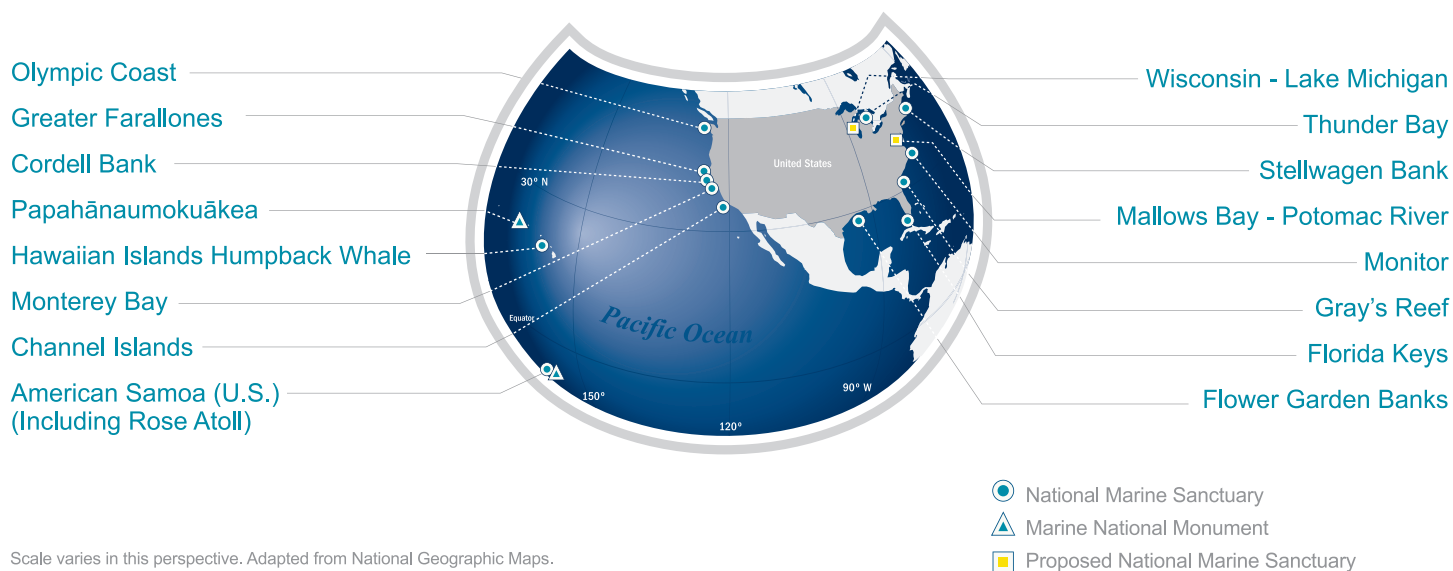 Olympic Coast
Greater Farallones
Cordell Bank
Papahānaumokuākea
Hawaiian Islands Humpback Whale
Monterey Bay
Channel Islands
American Samoa (U.S.)
(Including Rose Atoll)
United States
30° N
Equator
Pacific Ocean
150°
120°
90° W
Wisconsin - Lake Michigan
Thunder Bay
Stellwagen Bank
Mallows Bay - Potomac River
Monitor
Gray’s Reef
Florida Keys
Flower Garden Banks
National Marine Sanctuary
Marine National Monument
Proposed National Marine Sanctuary
Scale varies in this perspective. Adapted from National Geographic Maps.